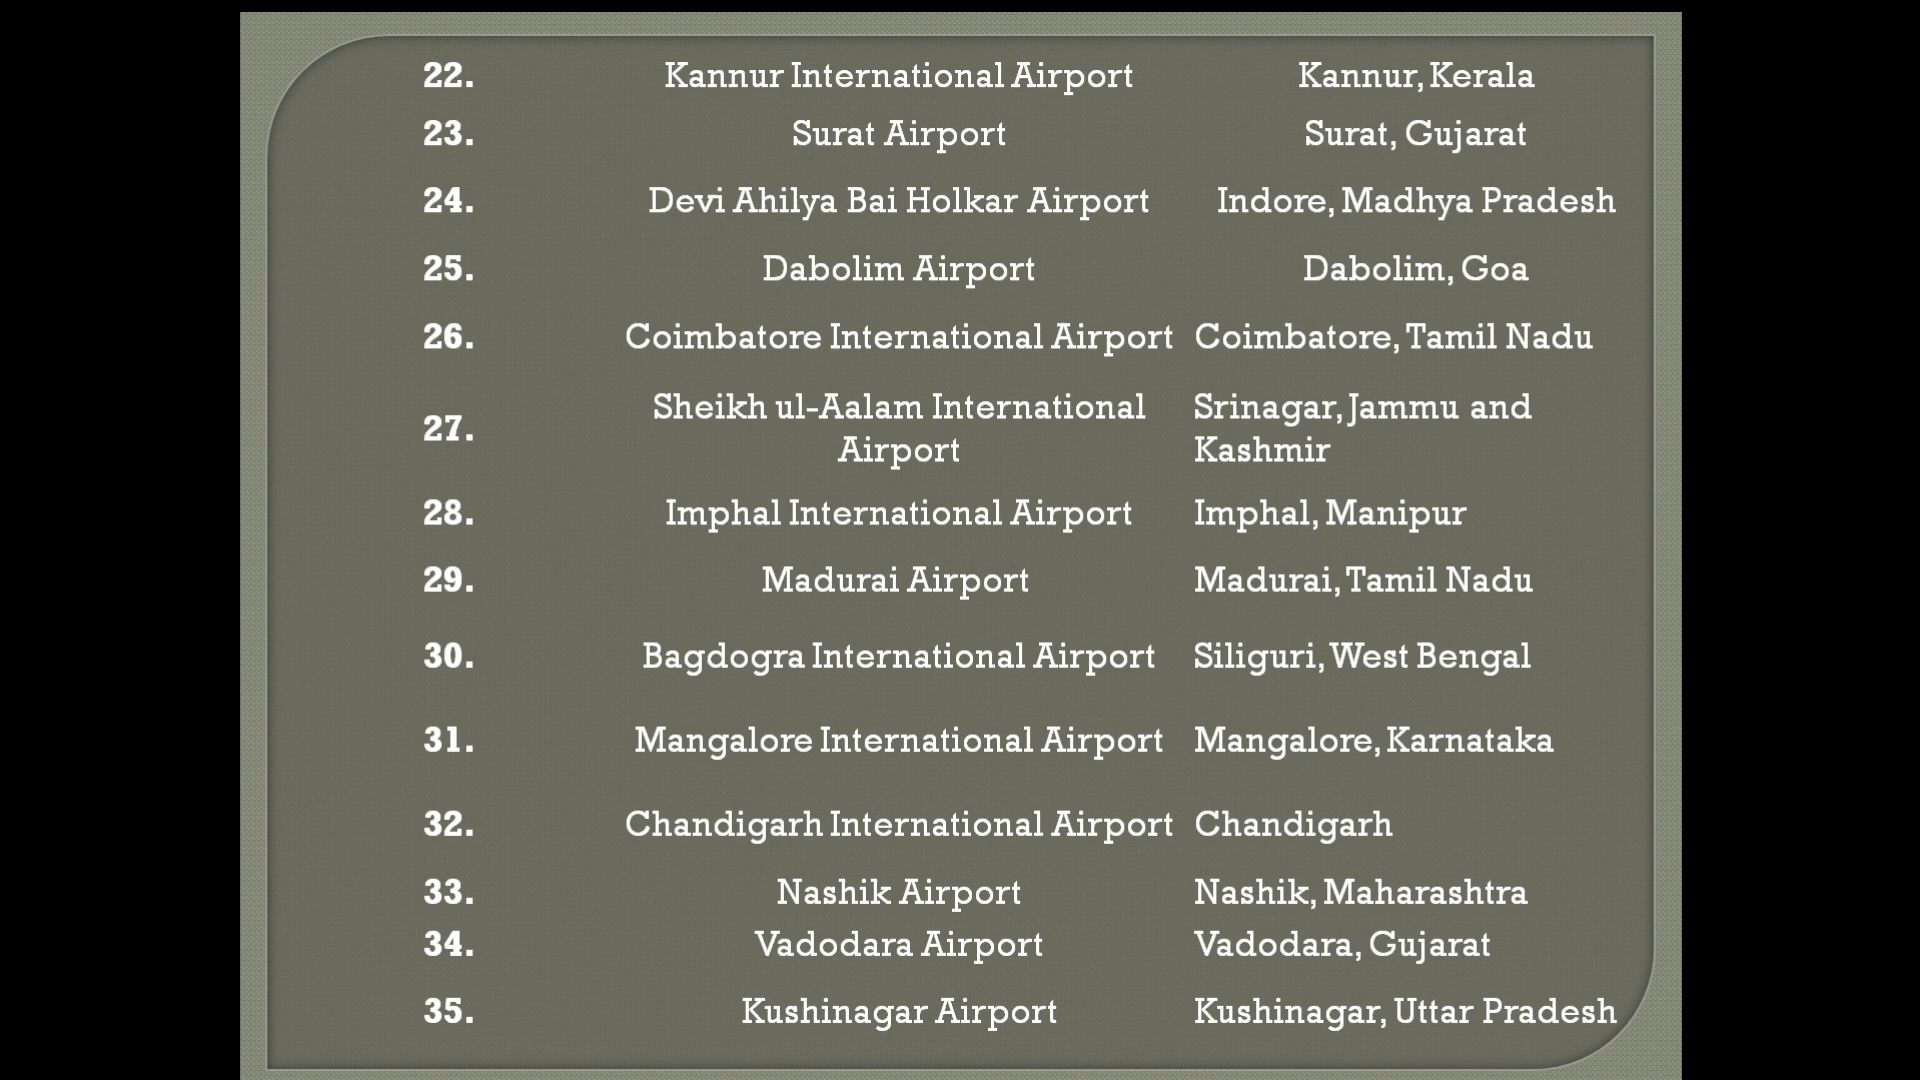 22. Kannur International Airport Kannur, Kerala
23. Surat Airport Surat, Gujarat
24. Devi Ahilya Bai Holkar Airport Indore, Madhya Pradesh
25. Dabolim Airport Dabolim, Goa
26. Coimbatore International Airport Coimbatore, Tamil Nadu
27. Sheikh ul-Aalam International Srinagar, Jammu and
Airport Kashmir
28. Imphal International Airport Imphal, Manipur
29. Madurai Airport Madurai, Tamil Nadu
30. Bagdogra International Airport Siliguri, West Bengal
31. Mangalore International Airport Mangalore, Karnataka
32. Chandigarh International Airport Chandigarh
33. Nashik Airport Nashik, Maharashtra
34. Vadodara Airport Vadodara, Gujarat
35. Kushinagar Airport Kushinagar, Uttar Pradesh